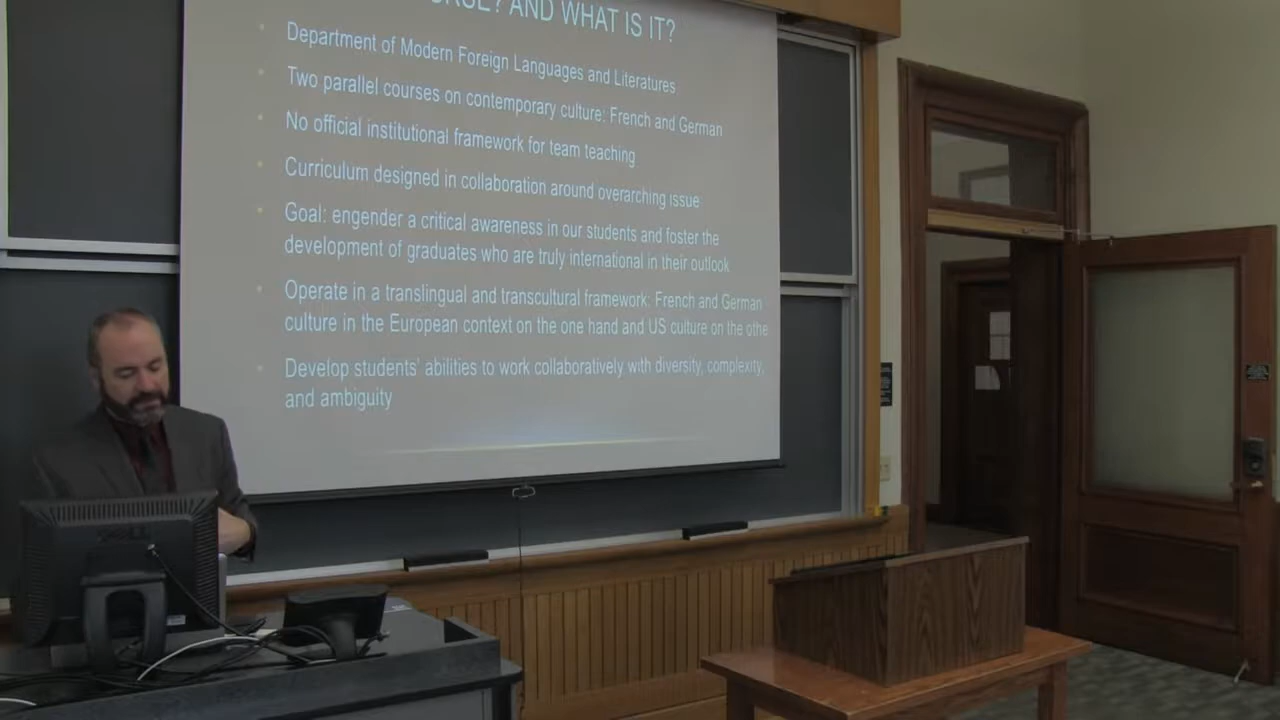 AND WHAT IS IT?
Department of Modern Foreign Languages and Literatures
Two parallel courses on contemporary culture: French and German
No official institutional framework for team teaching
Curriculum designed in collaboration around overarching issue
Goal: engender a critical awareness in our students and foster the
development of graduates who are truly international in their outlook
Operate in a translingual and transcultural framework: French and German
culture in the European context on the one hand and US culture on the othe
Develop students' abilities to work collaboratively with diversity, complexity,
and ambiguity
DELL